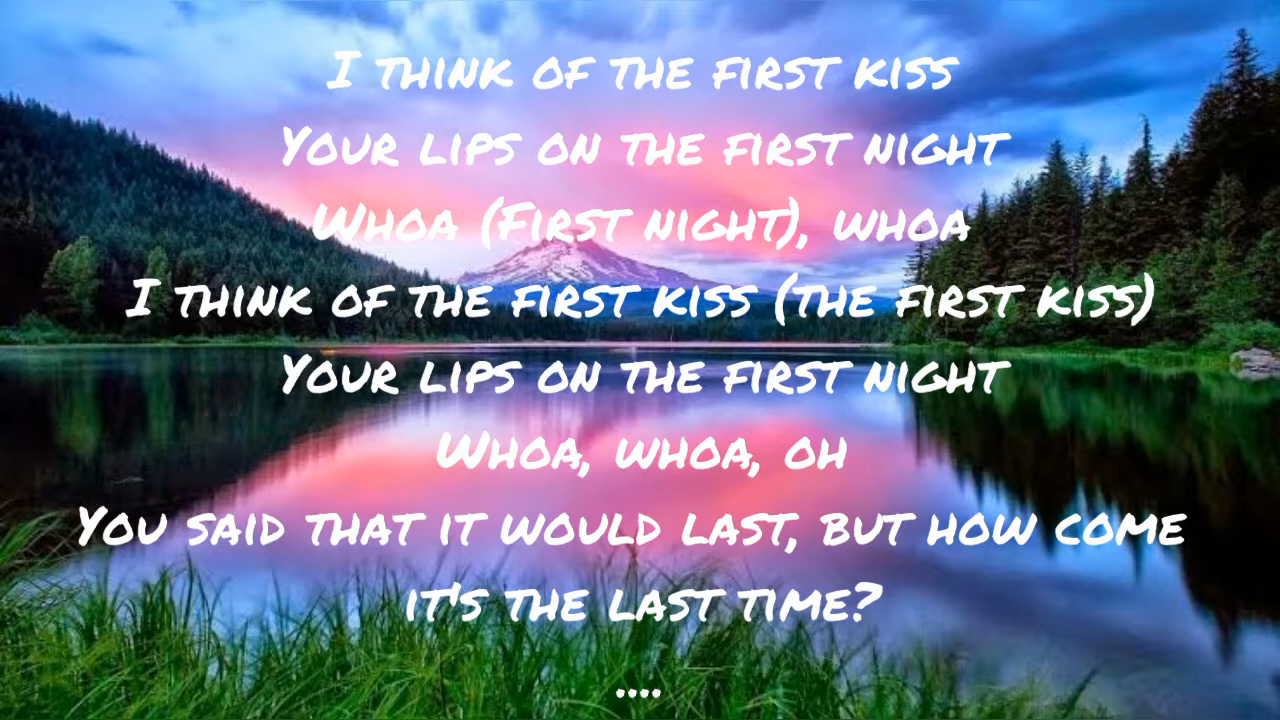 I think of the first kiss
Your lips on the first night
Whoa (First night), whoa
I think of the first kiss (the first kiss)
Your lips on the first night
Whoa, whoa, oh
You said that it would last, but how come
it's the last time?
....